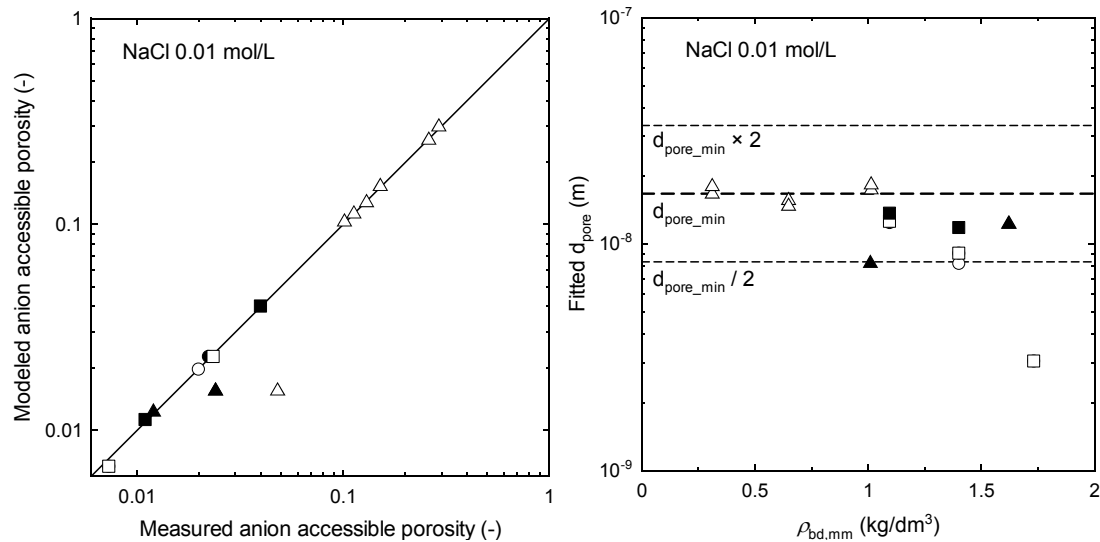 NaCl 0.01 mol/L
1
0.1
0.01
Modeled anion accessible porosity (-)
0.01
0.1
1
Measured anion accessible porosity (-)
NaCl 0.01 mol/L
10⁻⁷
10⁻⁸
10⁻⁹
Fitted d_pore (m)
d_pore_min × 2
d_pore_min
d_pore_min / 2
0
0.5
1
1.5
2
ρ_bd,mm (kg/dm³)